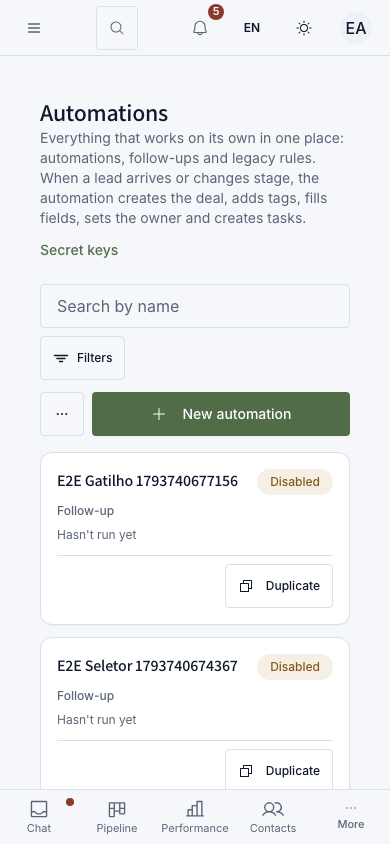 5
EN
EA
Automations
Everything that works on its own in one place:
automations, follow-ups and legacy rules.
When a lead arrives or changes stage, the
automation creates the deal, adds tags, fills
fields, sets the owner and creates tasks.
Secret keys
Search by name
Filters
...
New automation
E2E Gatilho 1793740677156
Disabled
Follow-up
Hasn't run yet
Duplicate
E2E Seletor 1793740674367
Disabled
Follow-up
Hasn't run yet
Duplicate
Chat
Pipeline
Performance
Contacts
More